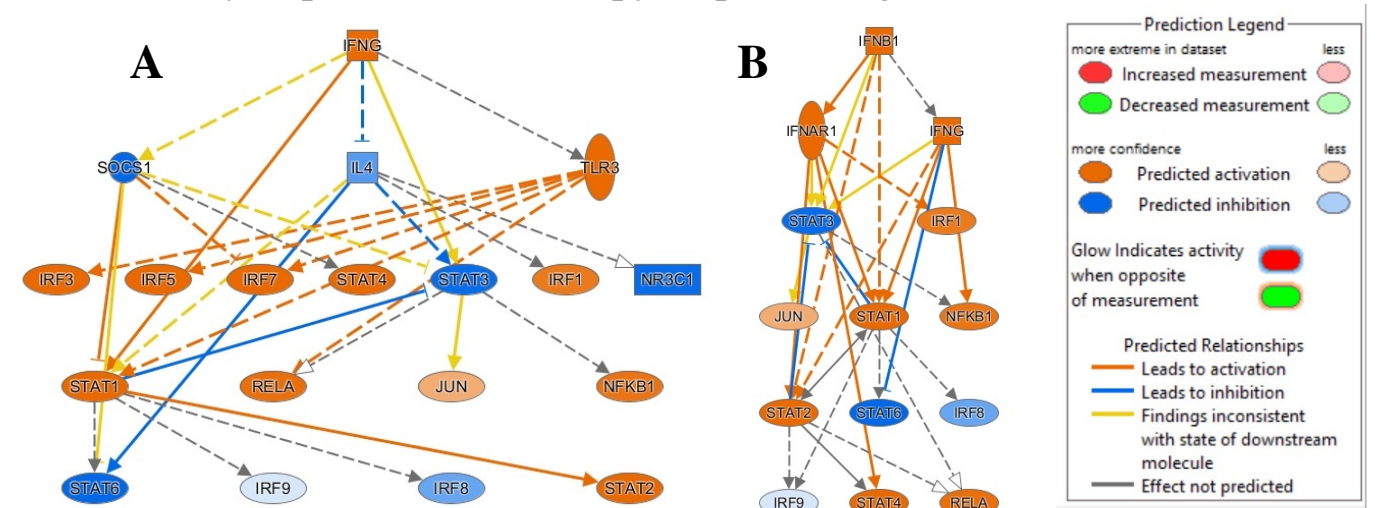 A
IFNG
SOCS1
IL4
TLR3
IRF3
IRF5
IRF7
STAT4
STAT3
IRF1
NR3C1
STAT1
RELA
JUN
NFKB1
STAT6
IRF9
IRF8
STAT2
B
IFNB1
IFNAR1
IFNG
STAT3
IRF1
JUN
STAT1
NFKB1
STAT2
STAT6
IRF8
IRF9
STAT4
RELA
Prediction Legend
more extreme in dataset less
Increased measurement
Decreased measurement
more confidence less
Predicted activation
Predicted inhibition
Glow Indicates activity
when opposite
of measurement
Predicted Relationships
Leads to activation
Leads to inhibition
Findings inconsistent
with state of downstream
molecule
Effect not predicted